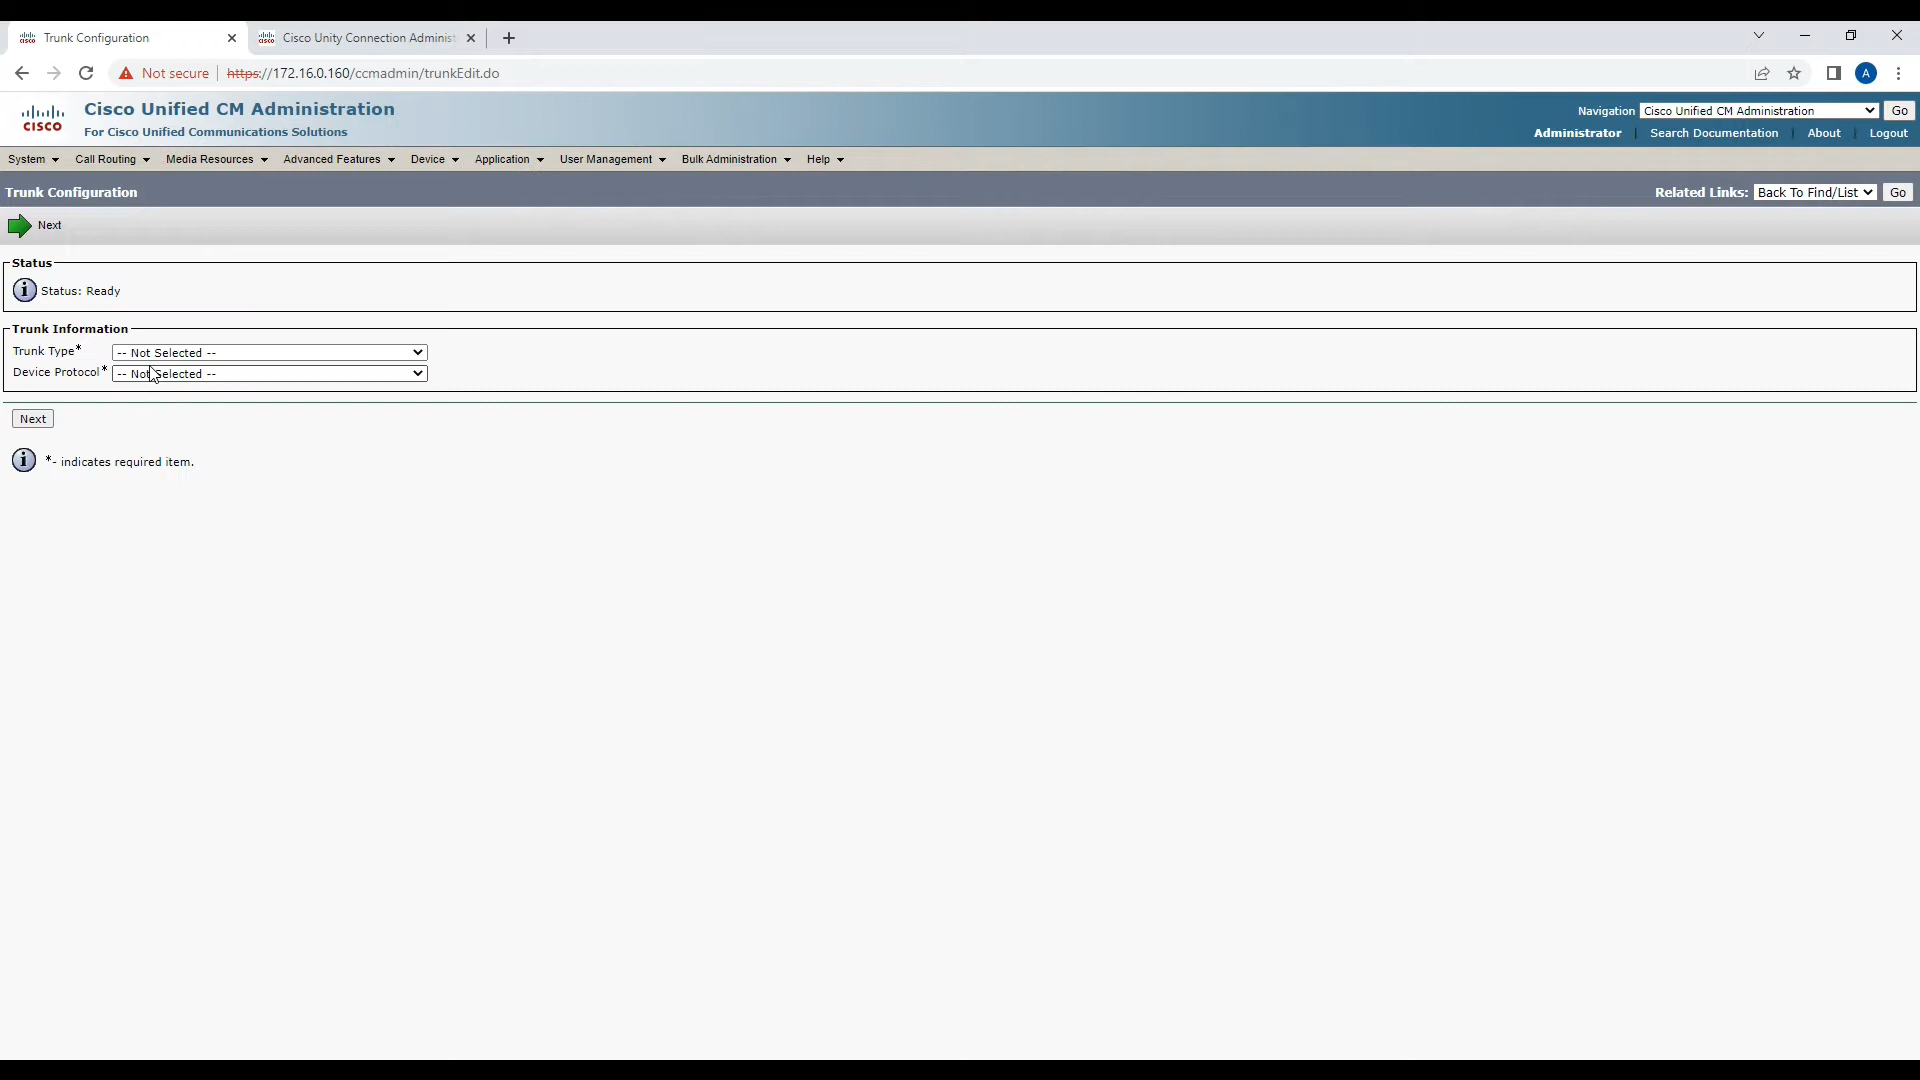 Trunk Configuration
Cisco Unity Connection Administ
Not secure
https://172.16.0.160/ccmadmin/trunkEdit.do
A
cisco
Cisco Unified CM Administration
For Cisco Unified Communications Solutions
Navigation Cisco Unified CM Administration Go
Administrator | Search Documentation | About | Logout
System Call Routing Media Resources Advanced Features Device Application User Management Bulk Administration Help
Trunk Configuration
Related Links: Back To Find/List Go
Next
Status
Status: Ready
Trunk Information
Trunk Type* -- Not Selected --
Device Protocol* -- Not Selected --
Next
*- indicates required item.